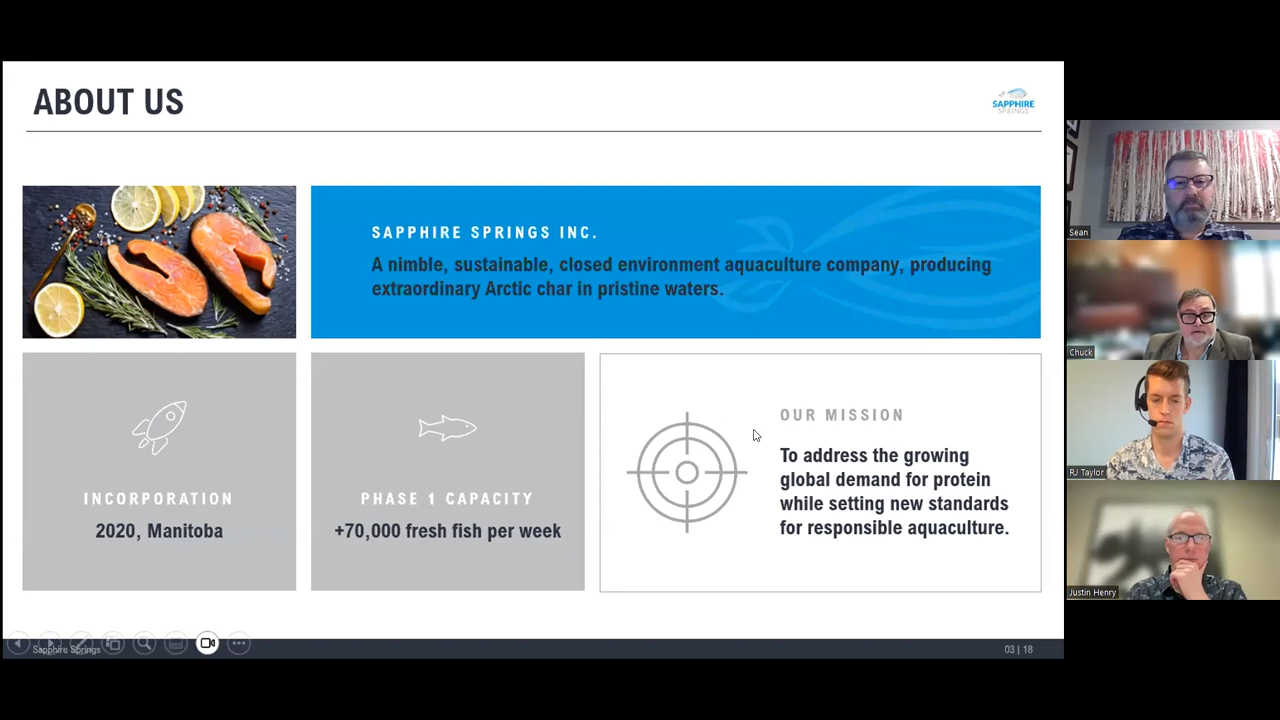 ABOUT US
SAPPHIRE
SPRINGS
SAPPHIRE SPRINGS INC.
A nimble, sustainable, closed environment aquaculture company, producing
extraordinary Arctic char in pristine waters.
INCORPORATION
2020, Manitoba
PHASE 1 CAPACITY
+70,000 fresh fish per week
OUR MISSION
To address the growing
global demand for protein
while setting new standards
for responsible aquaculture.
Sapphire Springs
03 | 18
Sean
Chuck
RJ Taylor
Justin Henry